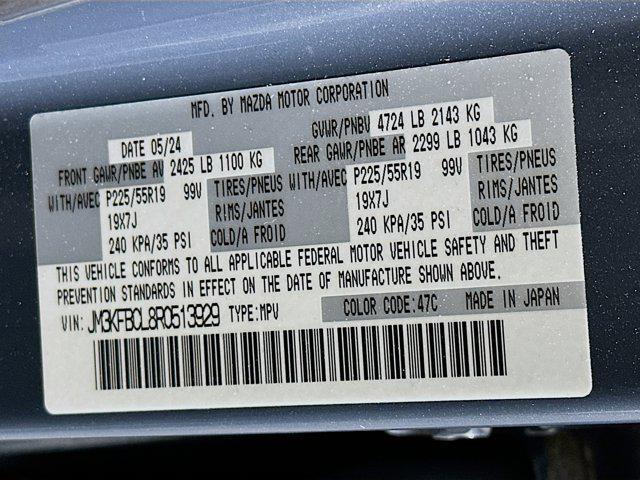 MFD. BY MAZDA MOTOR CORPORATION
DATE 05/24 GVWR/PNBV 4724 LB 2143 KG
FRONT GAWR/PNBE AV 2425 LB 1100 KG REAR GAWR/PNBE AR 2299 LB 1043 KG
WITH/AVEC P225/55R19 99V TIRES/PNEUS WITH/AVEC P225/55R19 99V TIRES/PNEUS
19X7J RIMS/JANTES 19X7J RIMS/JANTES
240 KPA/35 PSI COLD/A FROID 240 KPA/35 PSI COLD/A FROID
THIS VEHICLE CONFORMS TO ALL APPLICABLE FEDERAL MOTOR VEHICLE SAFETY AND THEFT
PREVENTION STANDARDS IN EFFECT ON THE DATE OF MANUFACTURE SHOWN ABOVE.
VIN: JM3KFBCL8R0513929 TYPE:MPV COLOR CODE:47C MADE IN JAPAN